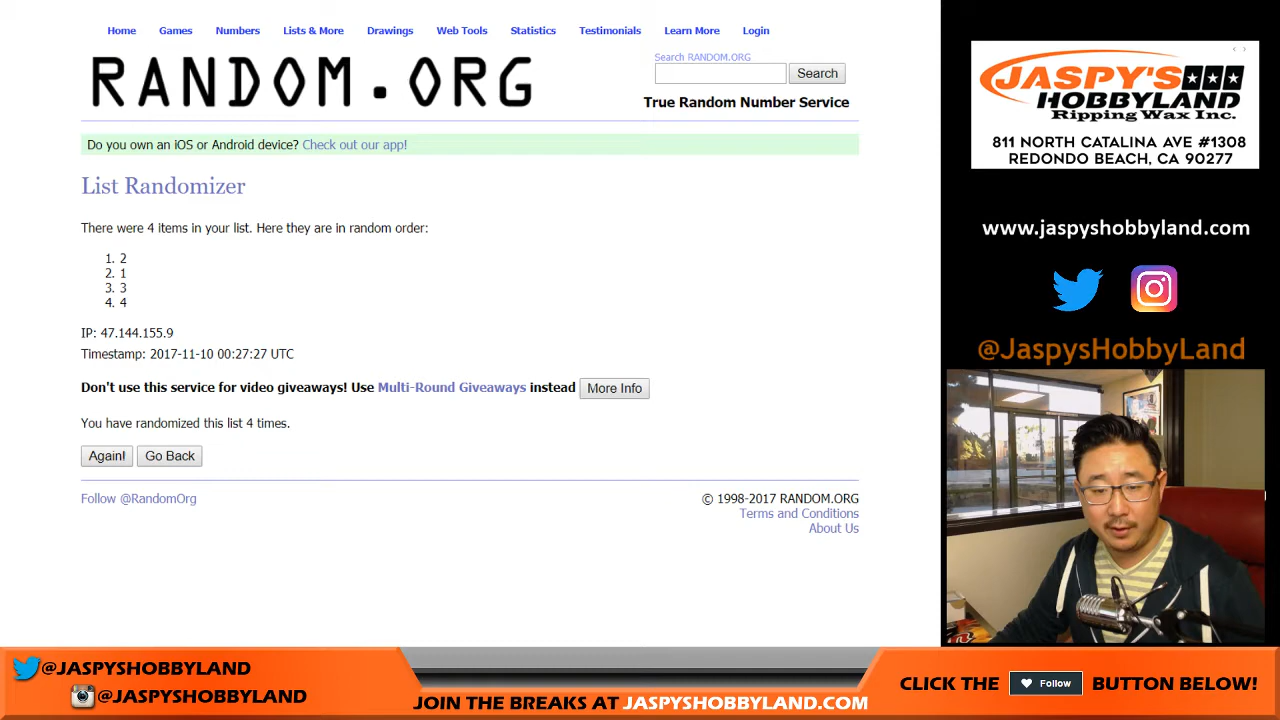 Home Games Numbers Lists & More Drawings Web Tools Statistics Testimonials Learn More Login
RANDOM.ORG
Search RANDOM.ORG
Search
True Random Number Service
Do you own an iOS or Android device? Check out our app!
List Randomizer
There were 4 items in your list. Here they are in random order:
1. 2
2. 1
3. 3
4. 4
IP: 47.144.155.9
Timestamp: 2017-11-10 00:27:27 UTC
Don't use this service for video giveaways! Use Multi-Round Giveaways instead More Info
You have randomized this list 4 times.
Again! Go Back
Follow @RandomOrg
© 1998-2017 RANDOM.ORG
Terms and Conditions
About Us
JASPY'S
HOBBYLAND
Ripping Wax Inc.
811 NORTH CATALINA AVE #1308
REDONDO BEACH, CA 90277
www.jaspyshobbyland.com
@JaspysHobbyLand
@JASPYSHOBBYLAND
@JASPYSHOBBYLAND
JOIN THE BREAKS AT JASPYSHOBBYLAND.COM
CLICK THE Follow BUTTON BELOW!